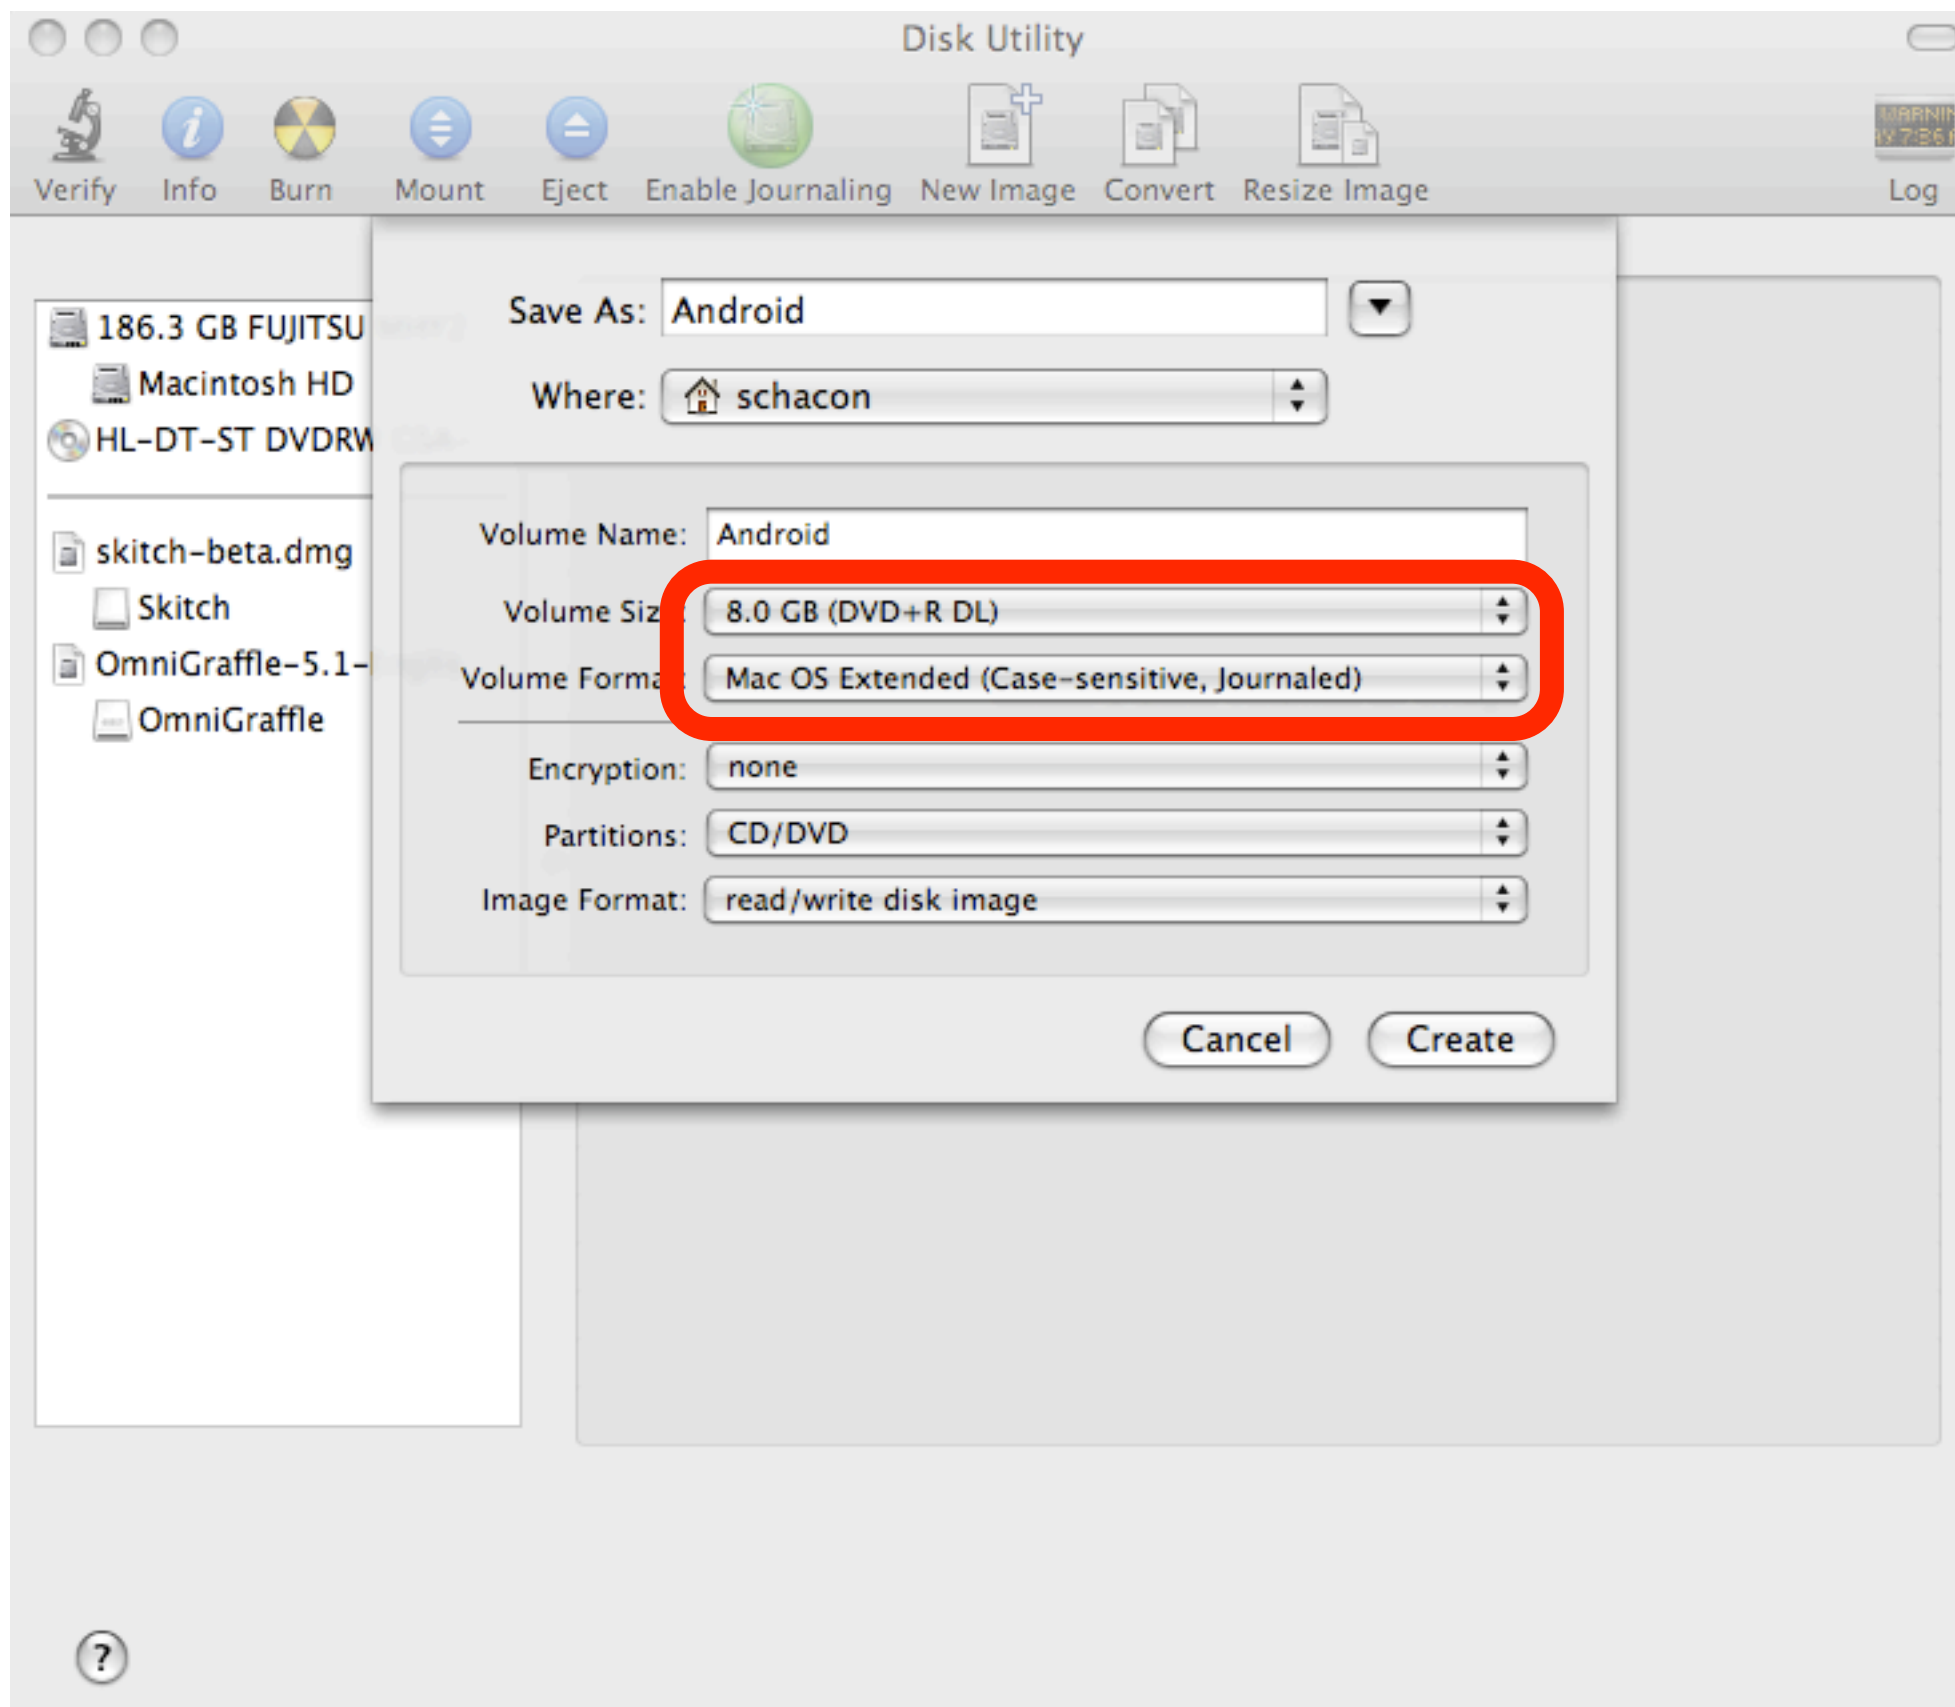 Disk Utility
Verify Info Burn Mount Eject Enable Journaling New Image Convert Resize Image Log
Save As: Android
186.3 GB FUJITSU
Macintosh HD
Where: schacon
HL-DT-ST DVDRW
Volume Name: Android
skitch-beta.dmg
Skitch
Volume Siz : 8.0 GB (DVD+R DL)
OmniGraffle-5.1-
Volume Forma : Mac OS Extended (Case-sensitive, Journaled)
OmniGraffle
Encryption: none
Partitions: CD/DVD
Image Format: read/write disk image
Cancel Create
?